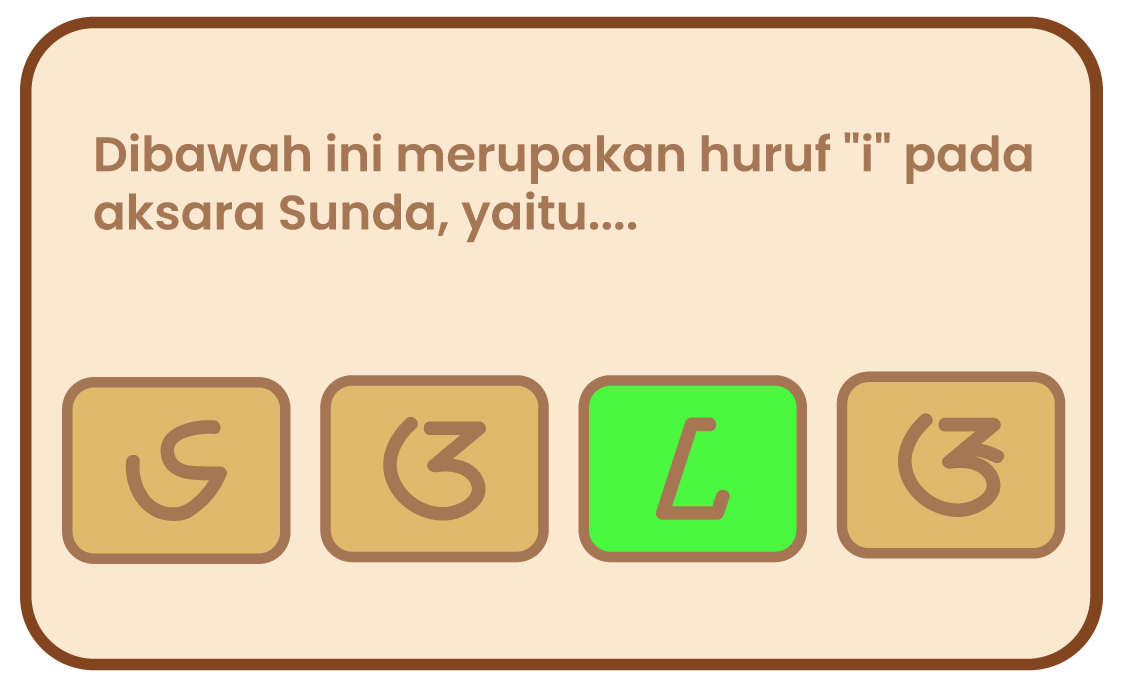 Dibawah ini merupakan huruf "i" pada
aksara Sunda, yaitu....
ᮆ ᮈ ᮄ ᮉ